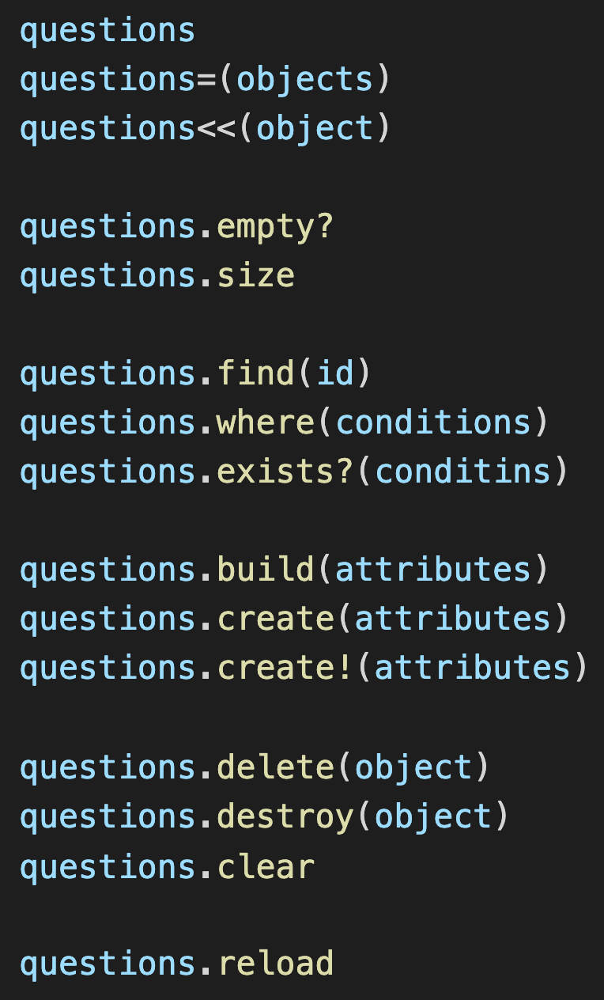 questions
questions=(objects)
questions<<(object)
questions.empty?
questions.size
questions.find(id)
questions.where(conditions)
questions.exists?(conditins)
questions.build(attributes)
questions.create(attributes)
questions.create!(attributes)
questions.delete(object)
questions.destroy(object)
questions.clear
questions.reload